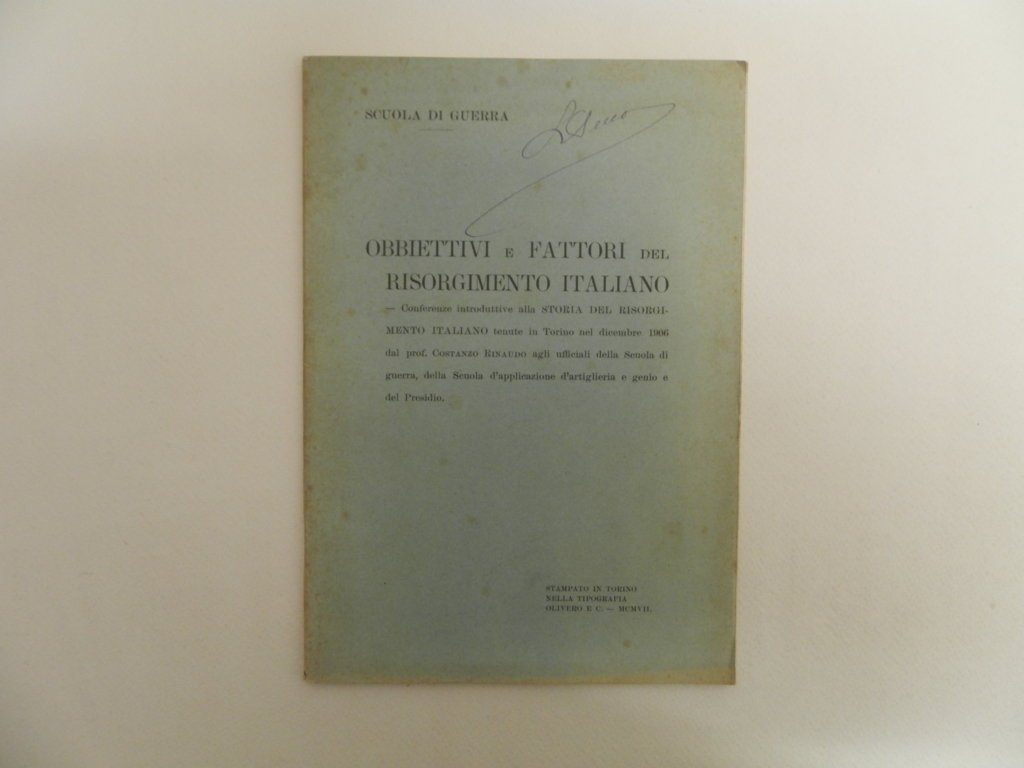 SCUOLA DI GUERRA
OBBIETTIVI E FATTORI DEL
RISORGIMENTO ITALIANO
— Conferenze introduttive alla STORIA DEL RISORGI-
MENTO ITALIANO tenute in Torino nel dicembre 1906
dal prof. COSTANZO RINAUDO agli ufficiali della Scuola di
guerra, della Scuola d'applicazione d'artiglieria e genio e
del Presidio.
STAMPATO IN TORINO
NELLA TIPOGRAFIA
OLIVERO E C. — MCMVII.